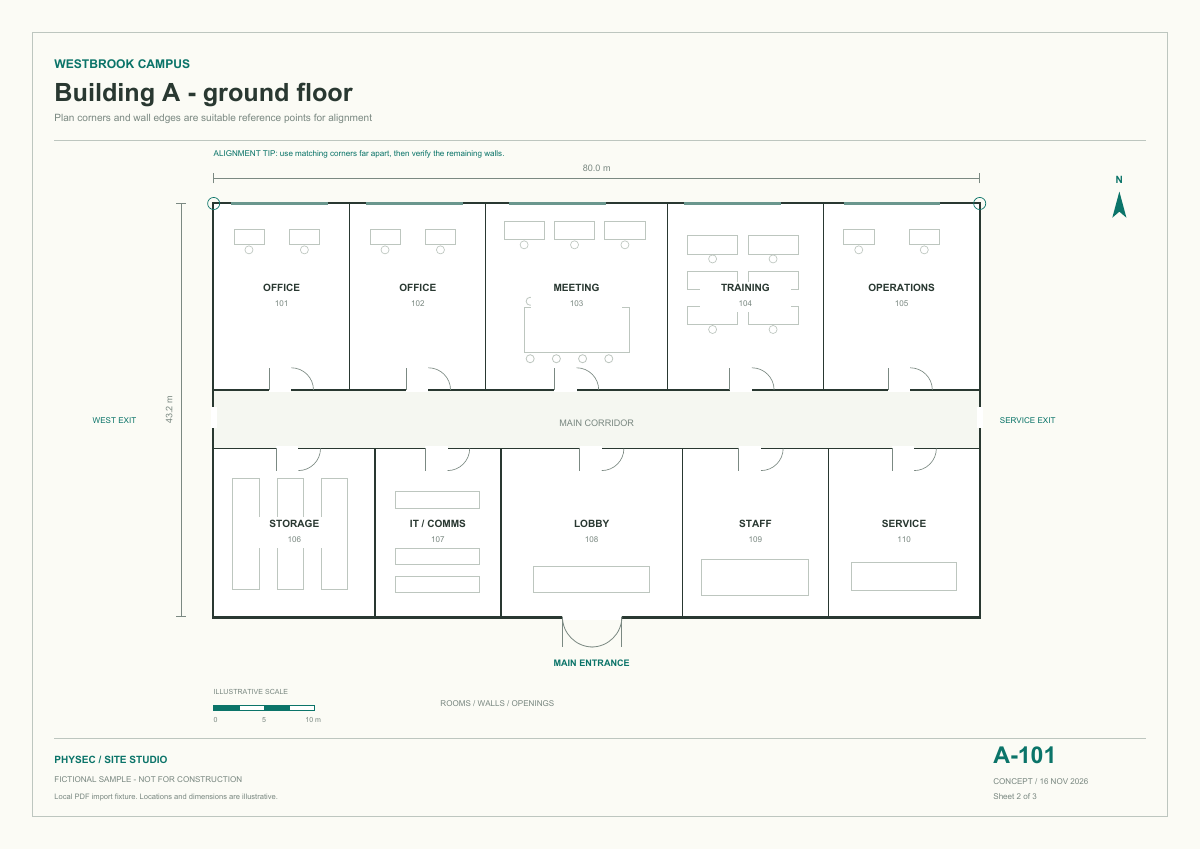 WESTBROOK CAMPUS
Building A - ground floor
Plan corners and wall edges are suitable reference points for alignment
ALIGNMENT TIP: use matching corners far apart, then verify the remaining walls.
80.0 m
N
OFFICE
101
OFFICE
102
MEETING
103
TRAINING
104
OPERATIONS
105
43.2 m
WEST EXIT
MAIN CORRIDOR
SERVICE EXIT
STORAGE
106
IT / COMMS
107
LOBBY
108
STAFF
109
SERVICE
110
MAIN ENTRANCE
ILLUSTRATIVE SCALE
0 5 10 m
ROOMS / WALLS / OPENINGS
PHYSEC / SITE STUDIO
FICTIONAL SAMPLE - NOT FOR CONSTRUCTION
Local PDF import fixture. Locations and dimensions are illustrative.
A-101
CONCEPT / 16 NOV 2026
Sheet 2 of 3